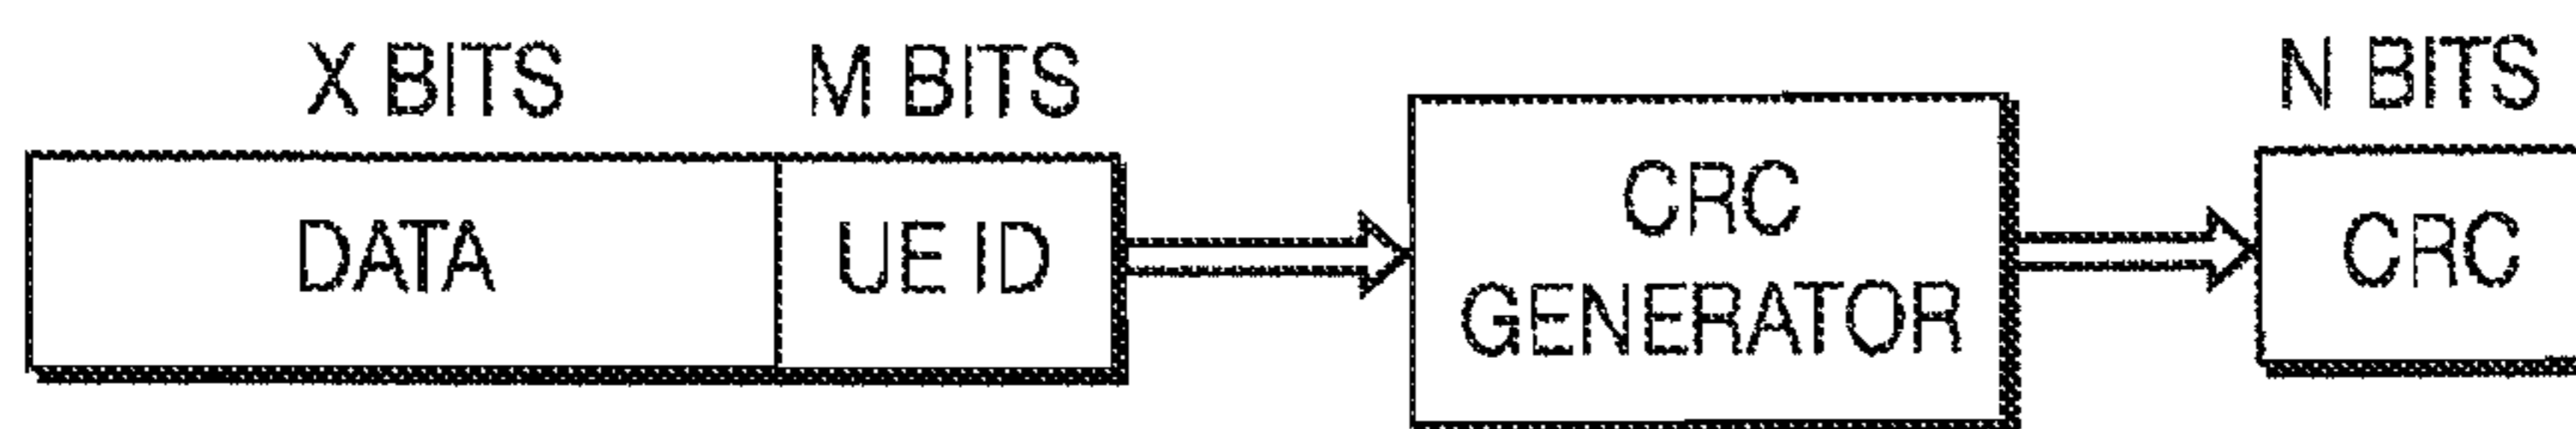 X BITS
M BITS
N BITS
DATA
UE ID
CRC
GENERATOR
CRC